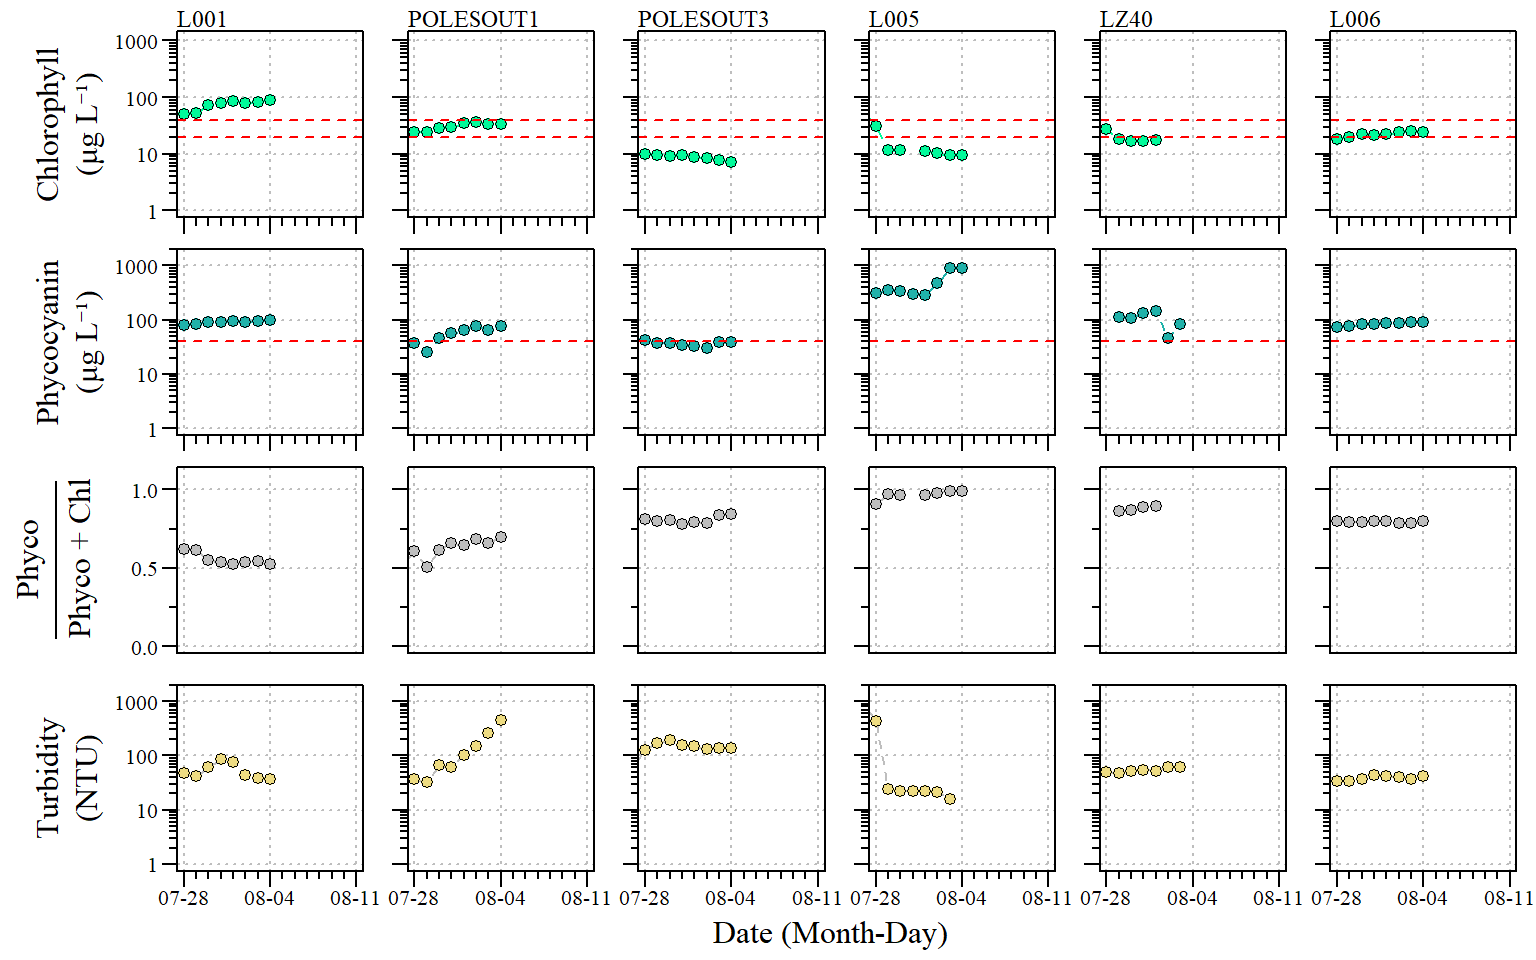 L001 POLESOUT1 POLESOUT3 L005 LZ40 L006
Chlorophyll
(µg L⁻¹)
1000
100
10
1
Phycocyanin
(µg L⁻¹)
1000
100
10
1
Phyco
Phyco + Chl
1.0
0.5
0.0
Turbidity
(NTU)
1000
100
10
1
07-28 08-04 08-11 07-28 08-04 08-11 07-28 08-04 08-11 07-28 08-04 08-11 07-28 08-04 08-11 07-28 08-04 08-11
Date (Month-Day)